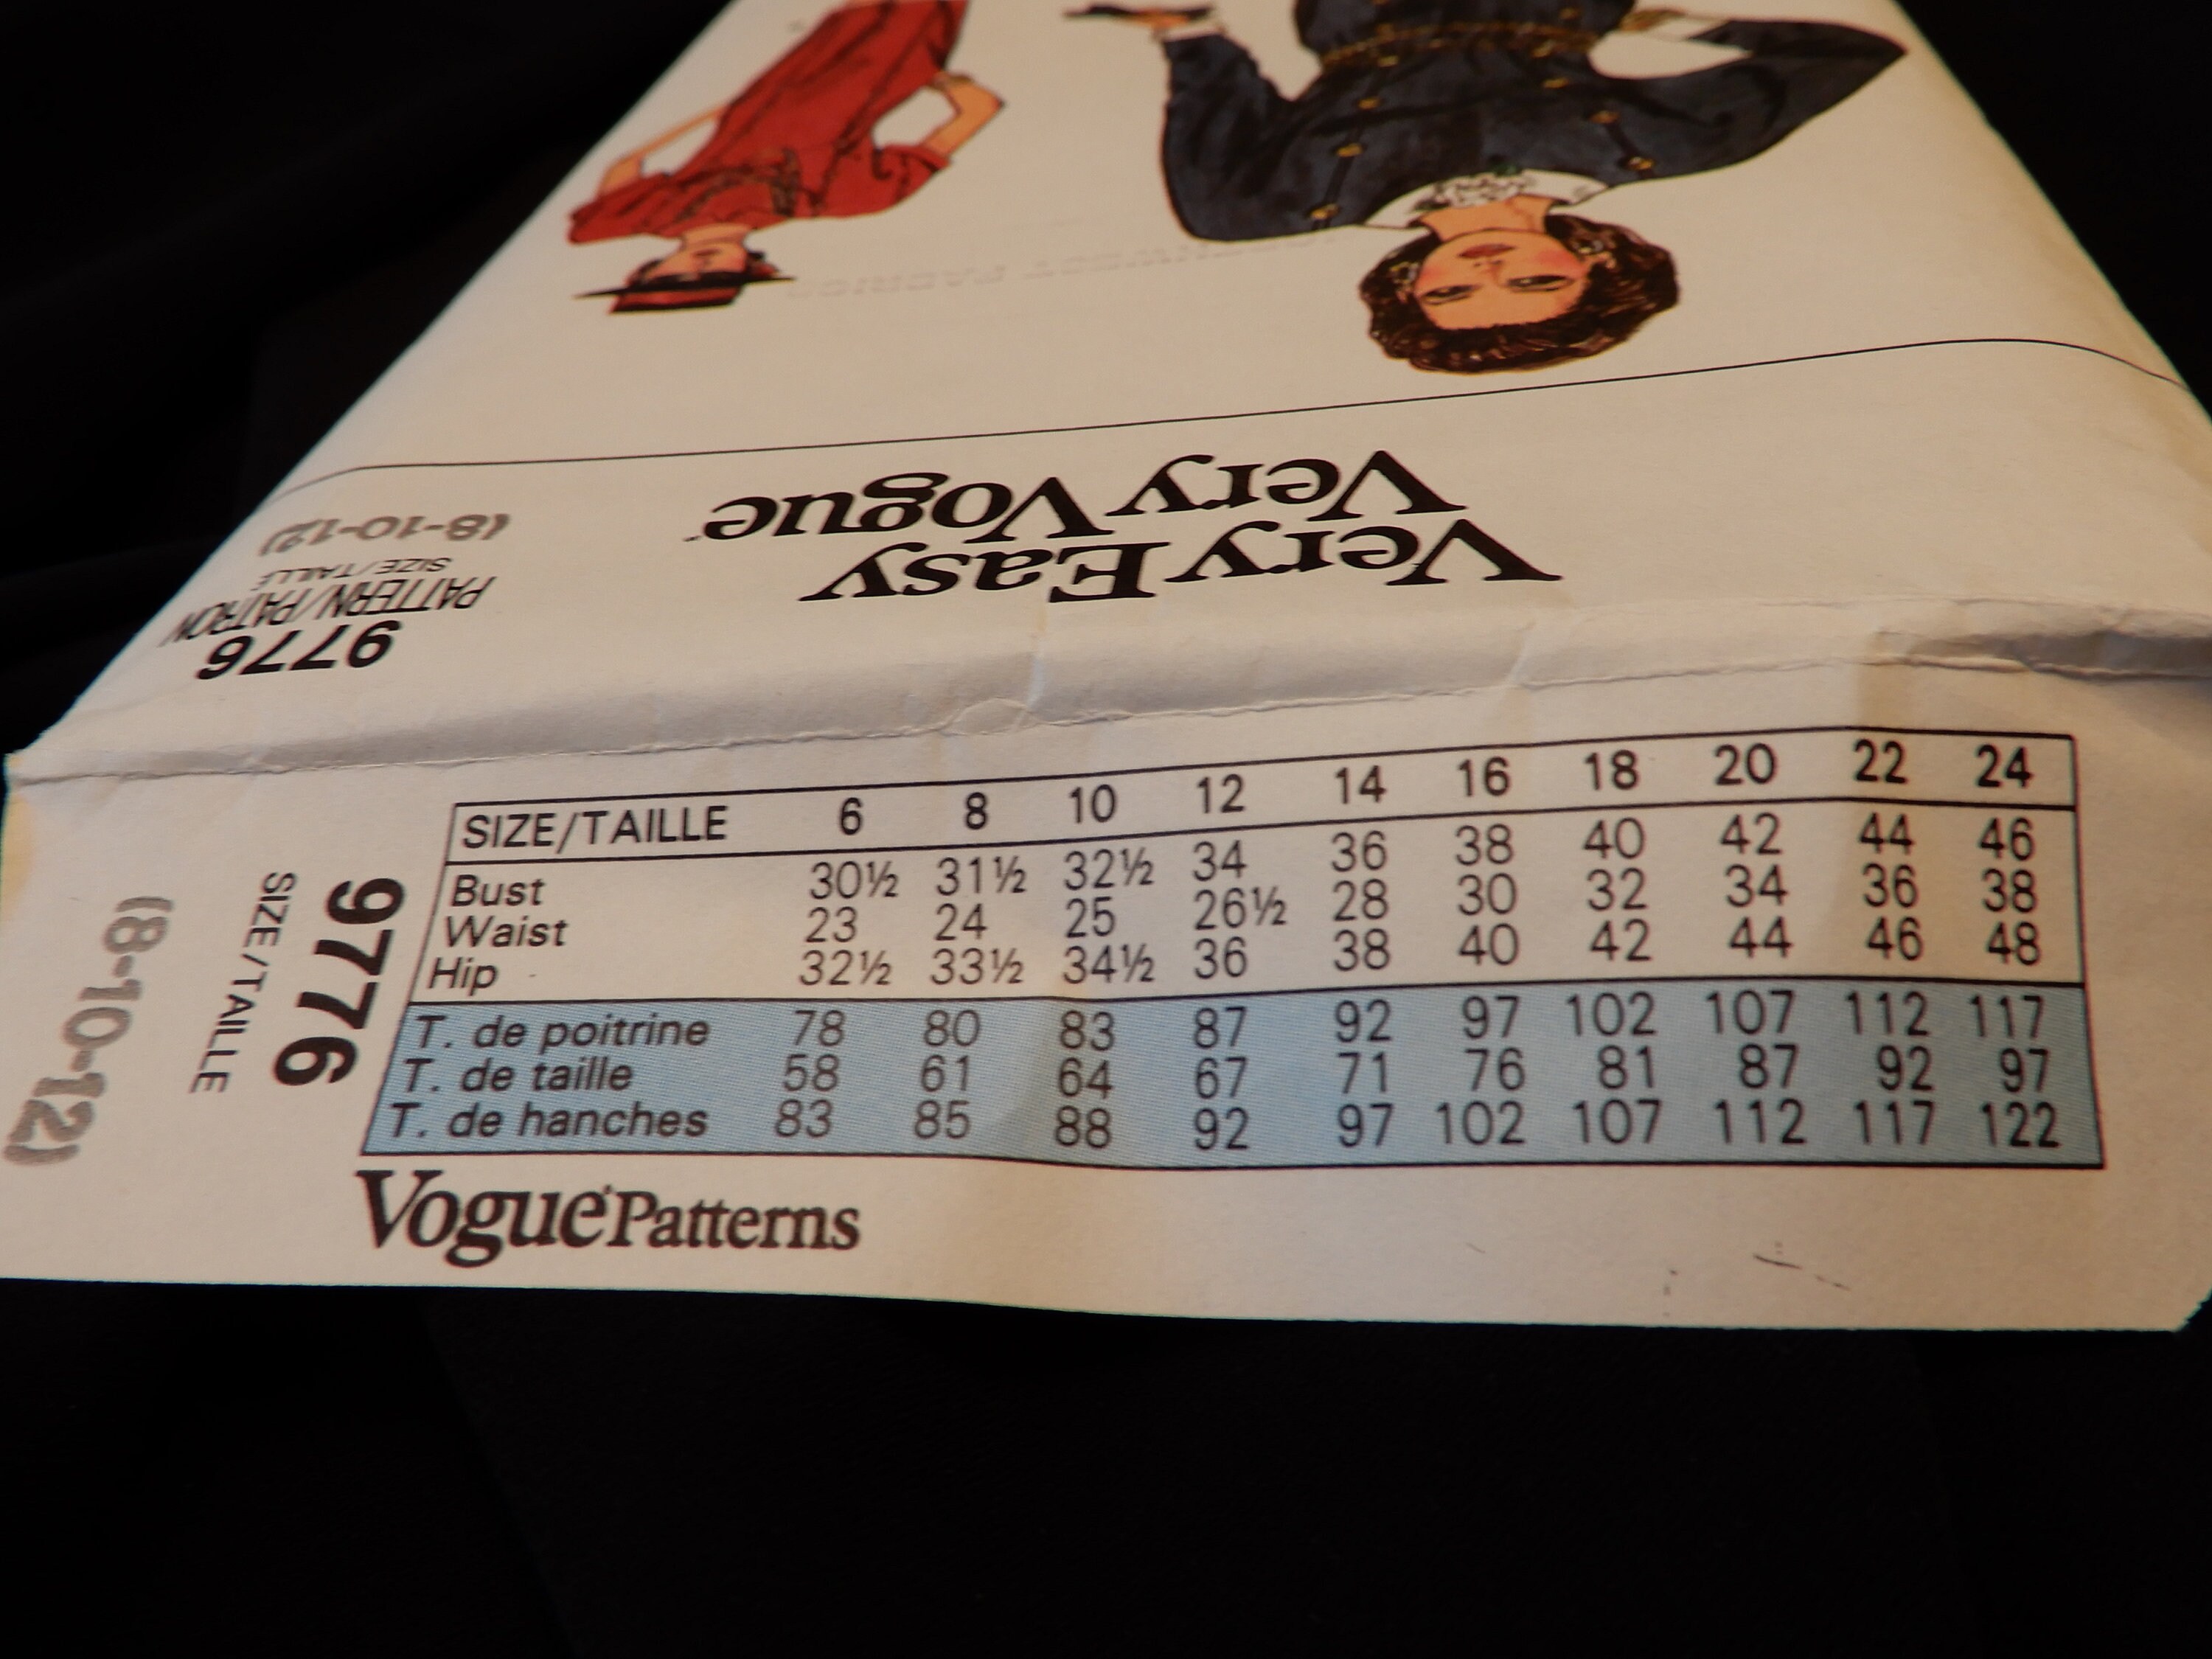 SIZE/TAILLE 6 8 10 12 14 16 18 20 22 24
Bust 30½ 31½ 32½ 34 36 38 40 42 44 46
Waist 23 24 25 26½ 28 30 32 34 36 38
Hip 32½ 33½ 34½ 36 38 40 42 44 46 48
T. de poitrine 78 80 83 87 92 97 102 107 112 117
T. de taille 58 61 64 67 71 76 81 87 92 97
T. de hanches 83 85 88 92 97 102 107 112 117 122
Vogue Patterns
9776
SIZE/TAILLE
(8-10-12)
9776
PATTERN/PATRON
SIZE/TAILLE
(8-10-12)
Very Easy
Very Vogue